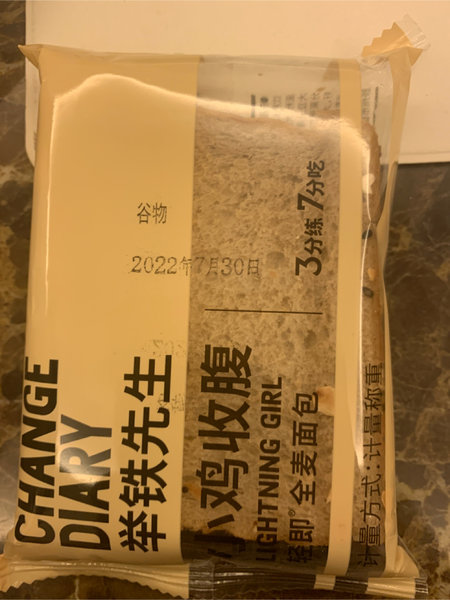 谷物
2022年7月30日
CHANGE
DIARY
举铁先生
小鸡收腹
LIGHTNING GIRL
轻即®全麦面包
3分练7分吃
计量方式:计量称重